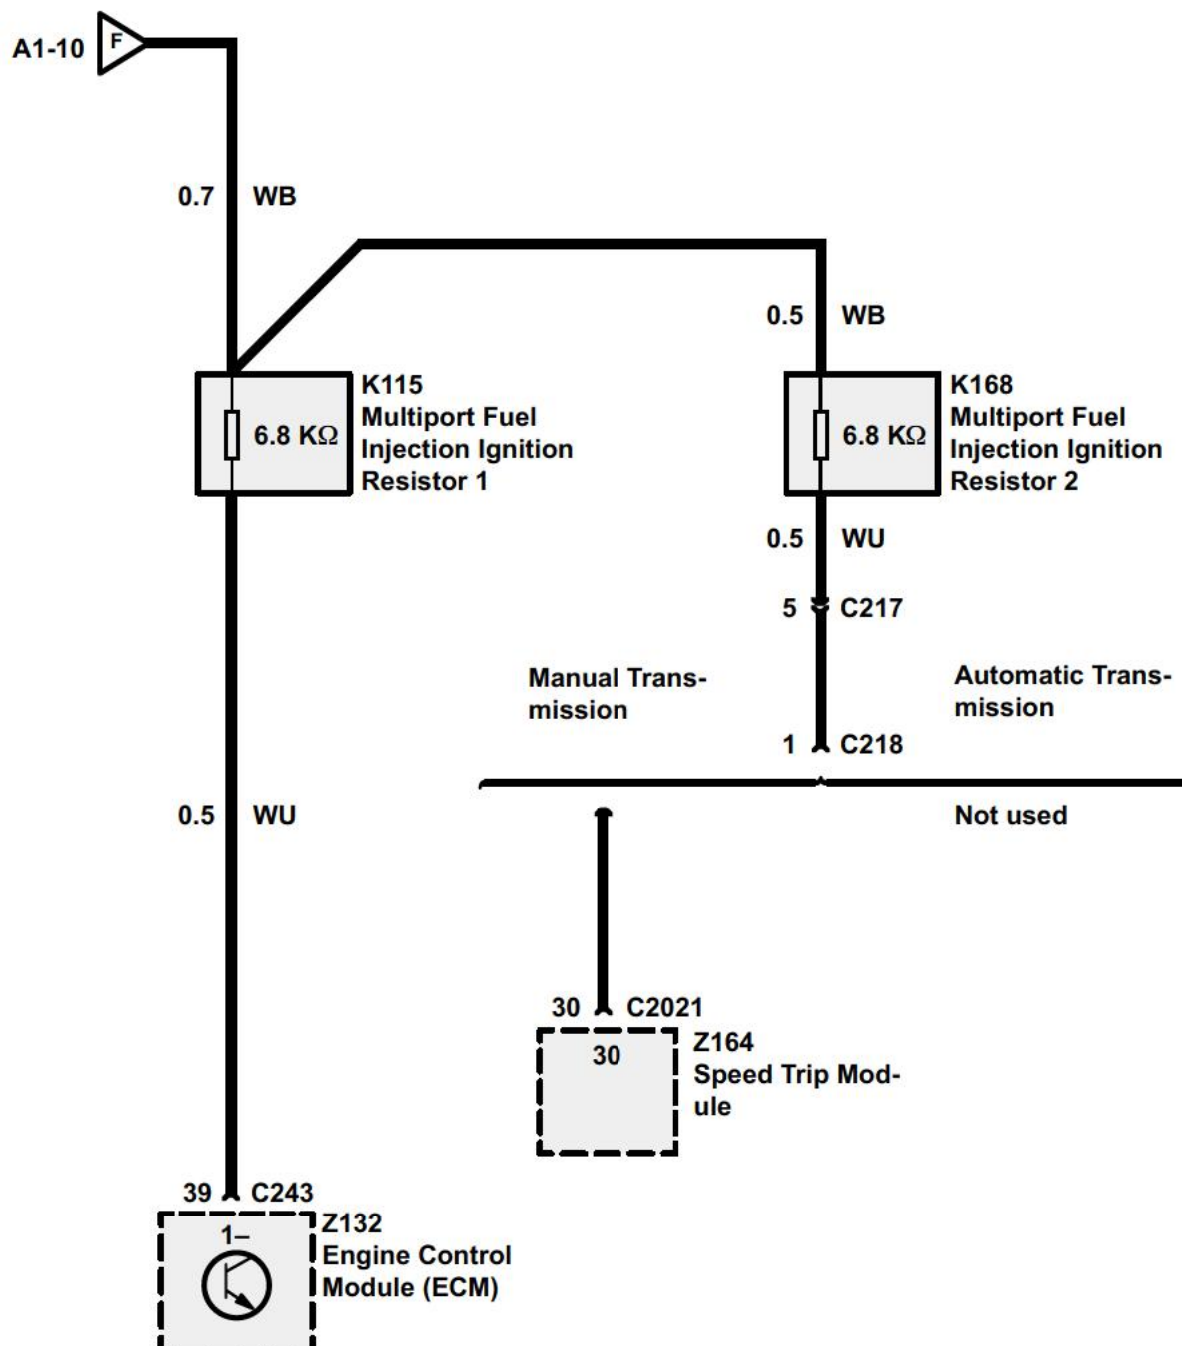 A1-10
F
0.7 WB
0.5 WB
K115
Multiport Fuel
Injection Ignition
Resistor 1
6.8 KΩ
K168
Multiport Fuel
Injection Ignition
Resistor 2
6.8 KΩ
0.5 WU
5 C217
Manual Trans-
mission
Automatic Trans-
mission
1 C218
0.5 WU
Not used
30 C2021
30
Z164
Speed Trip Mod-
ule
39 C243
1–
Z132
Engine Control
Module (ECM)